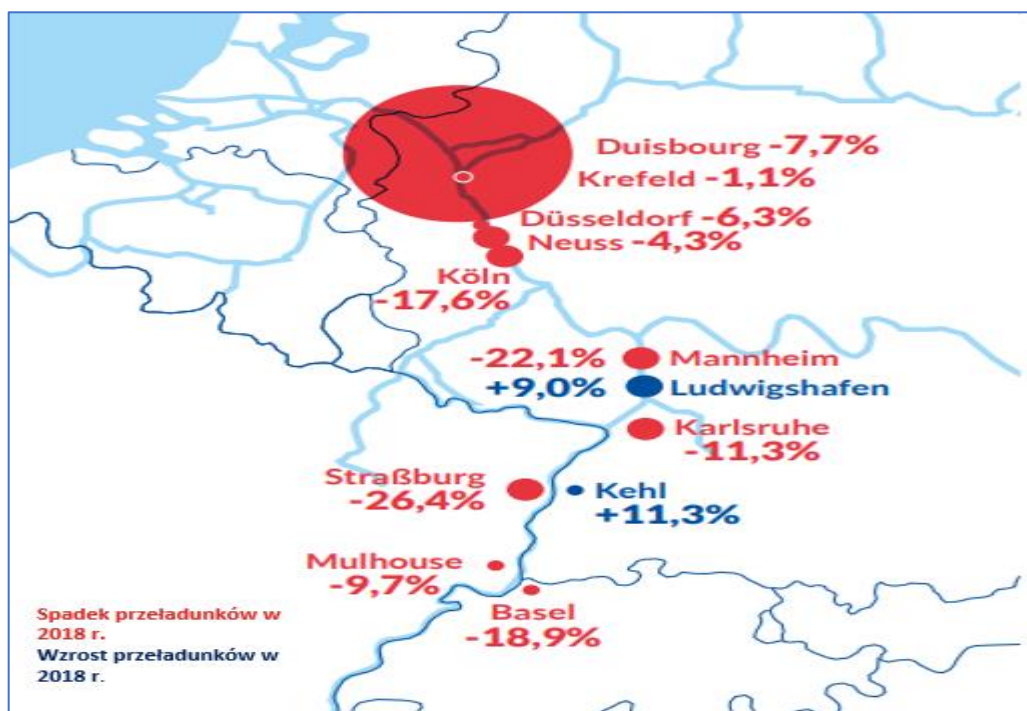 Duisbourg -7,7%
Krefeld -1,1%
Düsseldorf -6,3%
Neuss -4,3%
Köln
-17,6%
-22,1% Mannheim
+9,0% Ludwigshafen
Karlsruhe
-11,3%
Straßburg
-26,4%
Kehl
+11,3%
Mulhouse
-9,7%
Basel
-18,9%
Spadek przeładunków w
2018 r.
Wzrost przeładunków w
2018 r.